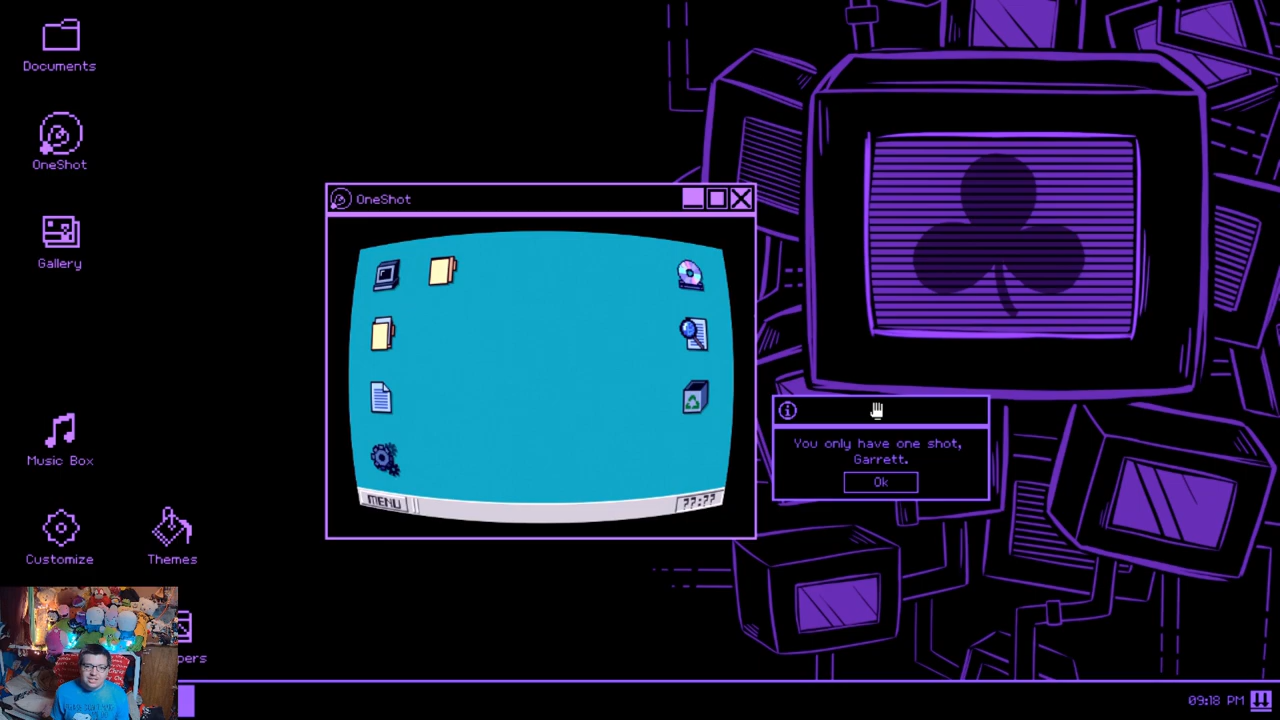 Documents
OneShot
Gallery
Music Box
Customize
Themes
pers
OneShot
MENU
??:??
You only have one shot,
Garrett.
Ok
09:18 PM